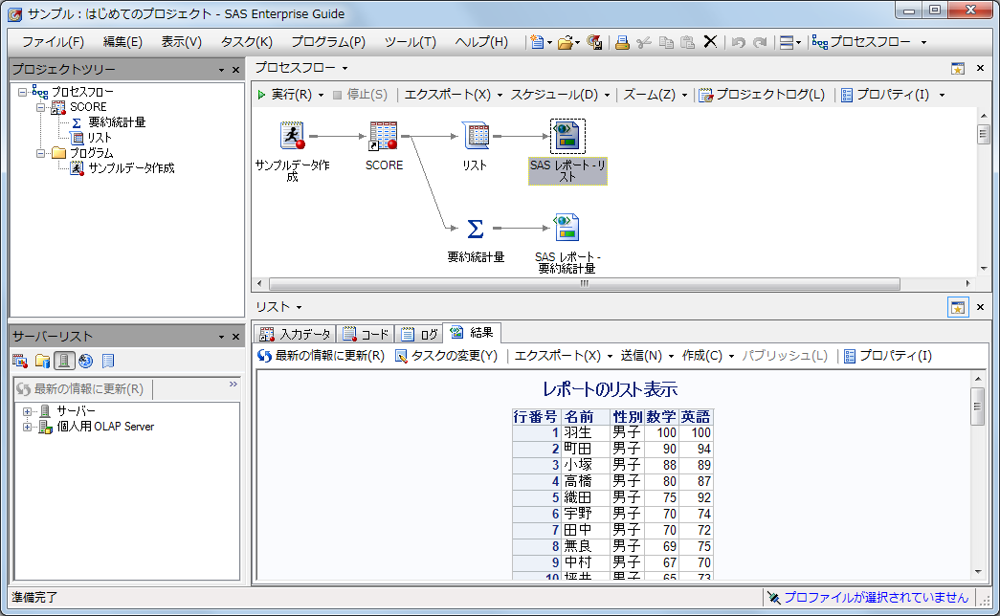 サンプル：はじめてのプロジェクト - SAS Enterprise Guide
ファイル(F) 編集(E) 表示(V) タスク(K) プログラム(P) ツール(T) ヘルプ(H) プロセスフロー
プロジェクトツリー
プロセスフロー
SCORE
要約統計量
リスト
プログラム
サンプルデータ作成
プロセスフロー
実行(R) 停止(S) エクスポート(X) スケジュール(D) ズーム(Z) プロジェクトログ(L) プロパティ(I)
サンプルデータ作
成
SCORE
リスト
SAS レポート - リ
スト
要約統計量
SAS レポート -
要約統計量
サーバーリスト
最新の情報に更新(R)
サーバー
個人用 OLAP Server
リスト
入力データ コード ログ 結果
最新の情報に更新(R) タスクの変更(Y) エクスポート(X) 送信(N) 作成(C) パブリッシュ(L) プロパティ(I)
レポートのリスト表示
行番号 名前 性別 数学 英語
1 羽生 男子 100 100
2 町田 男子 90 94
3 小塚 男子 88 89
4 高橋 男子 80 87
5 織田 男子 75 92
6 宇野 男子 70 74
7 田中 男子 70 72
8 無良 男子 69 75
9 中村 男子 67 70
10 坪井 男子 65 73
準備完了
プロファイルが選択されていません